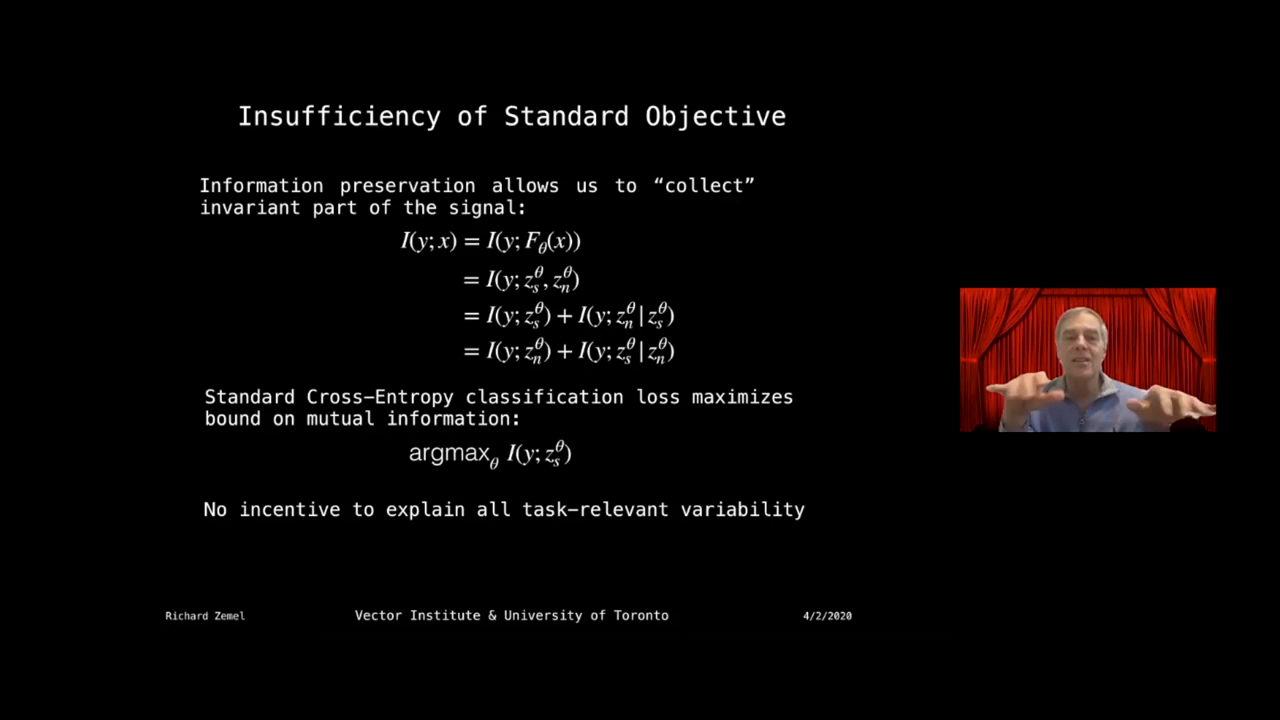 Insufficiency of Standard Objective
Information preservation allows us to “collect”
invariant part of the signal:
I(y; x) = I(y; F_θ(x))
= I(y; z_s^θ, z_n^θ)
= I(y; z_s^θ) + I(y; z_n^θ | z_s^θ)
= I(y; z_n^θ) + I(y; z_s^θ | z_n^θ)
Standard Cross-Entropy classification loss maximizes
bound on mutual information:
argmax_θ I(y; z_s^θ)
No incentive to explain all task-relevant variability
Richard Zemel Vector Institute & University of Toronto 4/2/2020